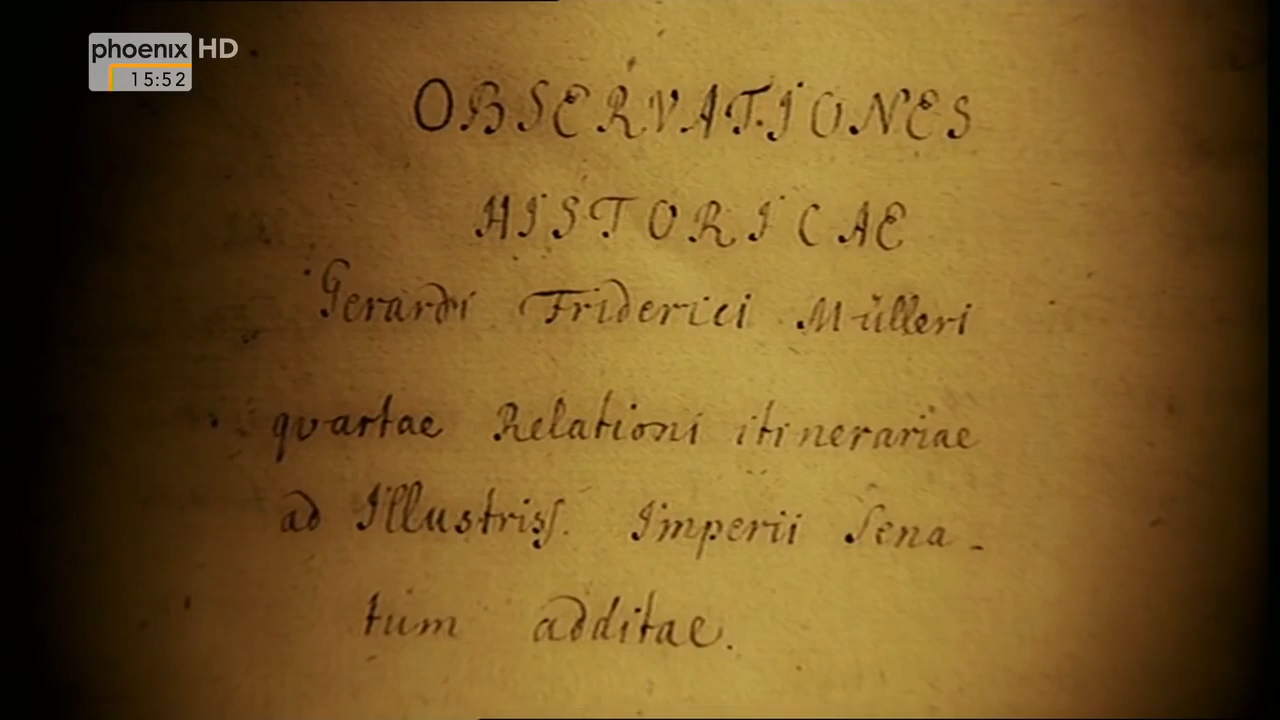 phoenix HD
15:52
OBSERVATIONES
HISTORICAE
Gerardi Friderici Mülleri
quartae Relationi itinerariae
ad Illustriss. Imperii Sena-
tum additae.